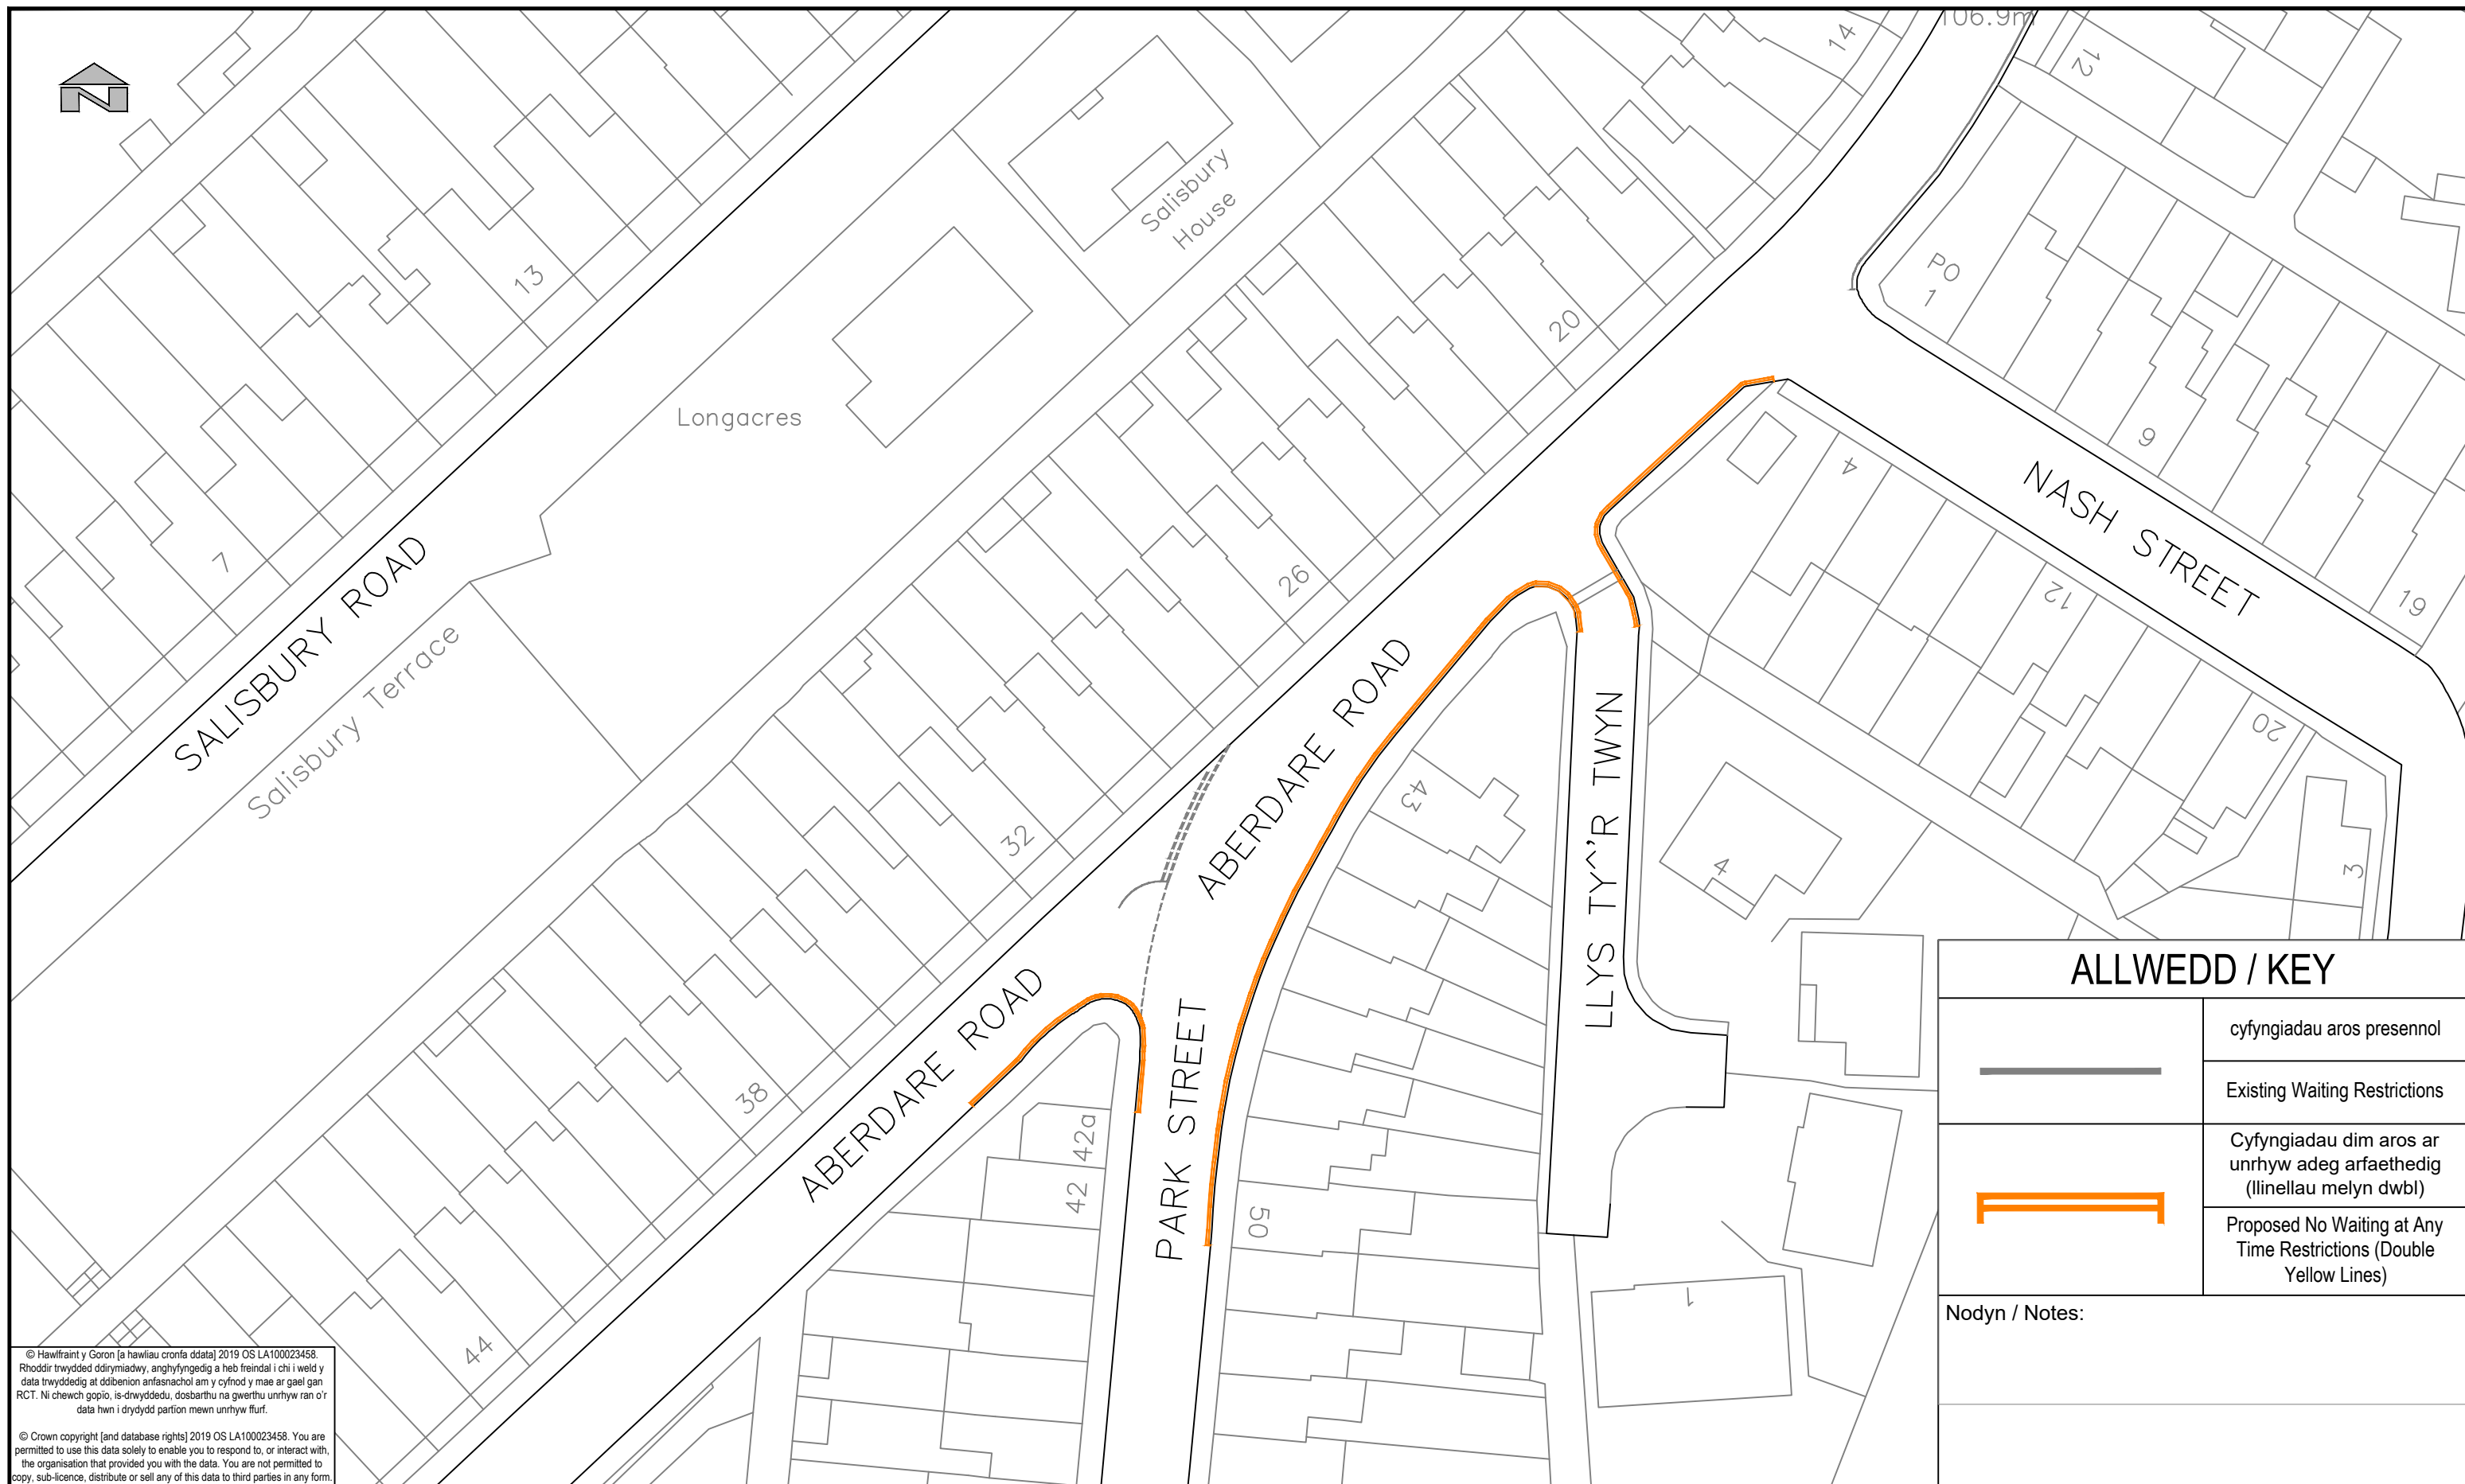 N
106.9m
14
12
Salisbury
House
PO
1
13
20
Longacres
4
9
NASH STREET
7
26
12
19
SALISBURY ROAD
Salisbury Terrace
ABERDARE ROAD
LLYS TY^'R TWYN
20
43
32
4
3
ABERDARE ROAD
PARK STREET
38
42a
42
50
1
44
ALLWEDD / KEY
cyfyngiadau aros presennol
Existing Waiting Restrictions
Cyfyngiadau dim aros ar
unrhyw adeg arfaethedig
(llinellau melyn dwbl)
Proposed No Waiting at Any
Time Restrictions (Double
Yellow Lines)
Nodyn / Notes:
© Hawlfraint y Goron [a hawliau cronfa ddata] 2019 OS LA100023458.
Rhoddir trwydded ddirymiadwy, anghyfyngedig a heb freindal i chi i weld y
data trwyddedig at ddibenion anfasnachol am y cyfnod y mae ar gael gan
RCT. Ni chewch gopïo, is-drwyddedu, dosbarthu na gwerthu unrhyw ran o'r
data hwn i drydydd partïon mewn unrhyw ffurf.
© Crown copyright [and database rights] 2019 OS LA100023458. You are
permitted to use this data solely to enable you to respond to, or interact with,
the organisation that provided you with the data. You are not permitted to
copy, sub-licence, distribute or sell any of this data to third parties in any form.